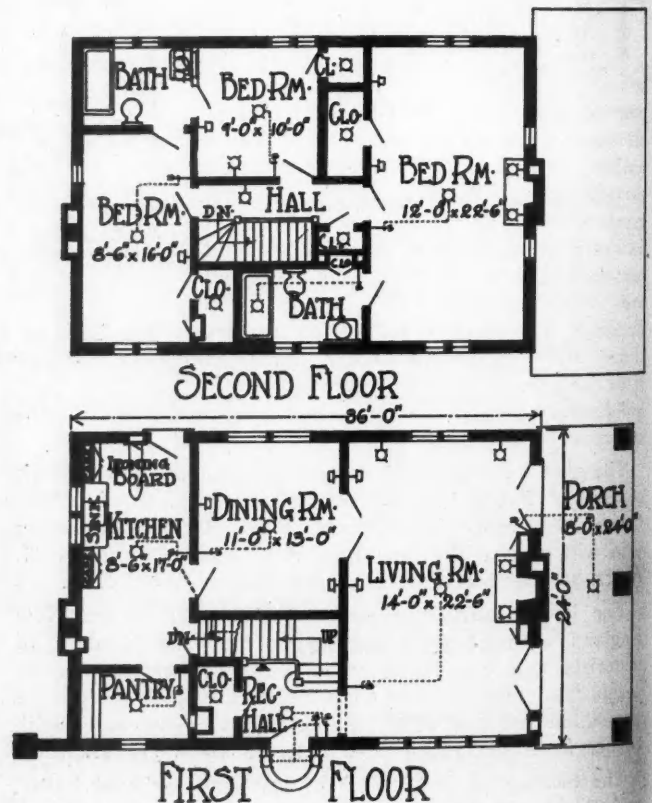 BATH
BED RM.
9'-0" x 10'-0"
CL.
CLO.
BED RM.
12'-0" x 22'-6"
HALL
DN.
BED RM.
8'-6" x 16'-0"
CL.
CLO.
CLO.
BATH
SECOND FLOOR
36'-0"
IRONING
BOARD
SINK
KITCHEN
8'-6" x 17'-0"
DINING RM.
11'-0" x 13'-0"
PORCH
8'-0" x 24'-0"
LIVING RM.
14'-0" x 22'-6"
24'-0"
DN.
UP
PANTRY
CLO.
REC.
HALL
FIRST FLOOR